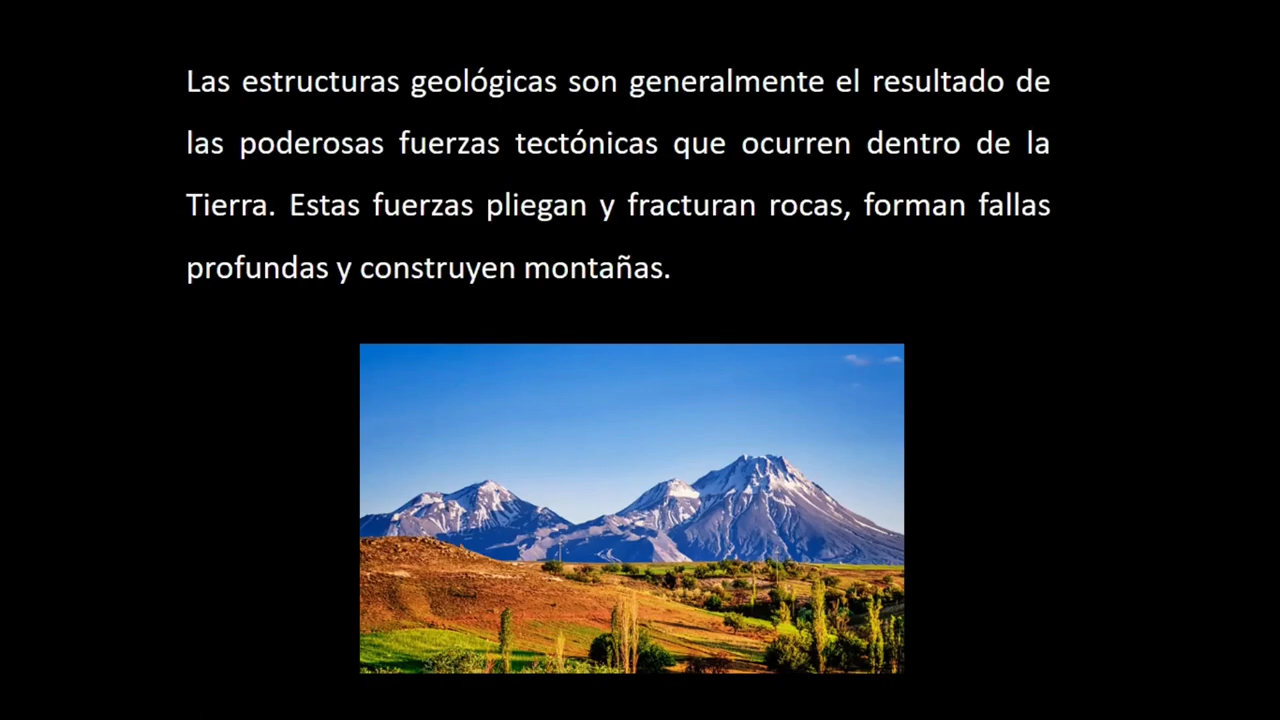 Las estructuras geológicas son generalmente el resultado de
las poderosas fuerzas tectónicas que ocurren dentro de la
Tierra. Estas fuerzas pliegan y fracturan rocas, forman fallas
profundas y construyen montañas.